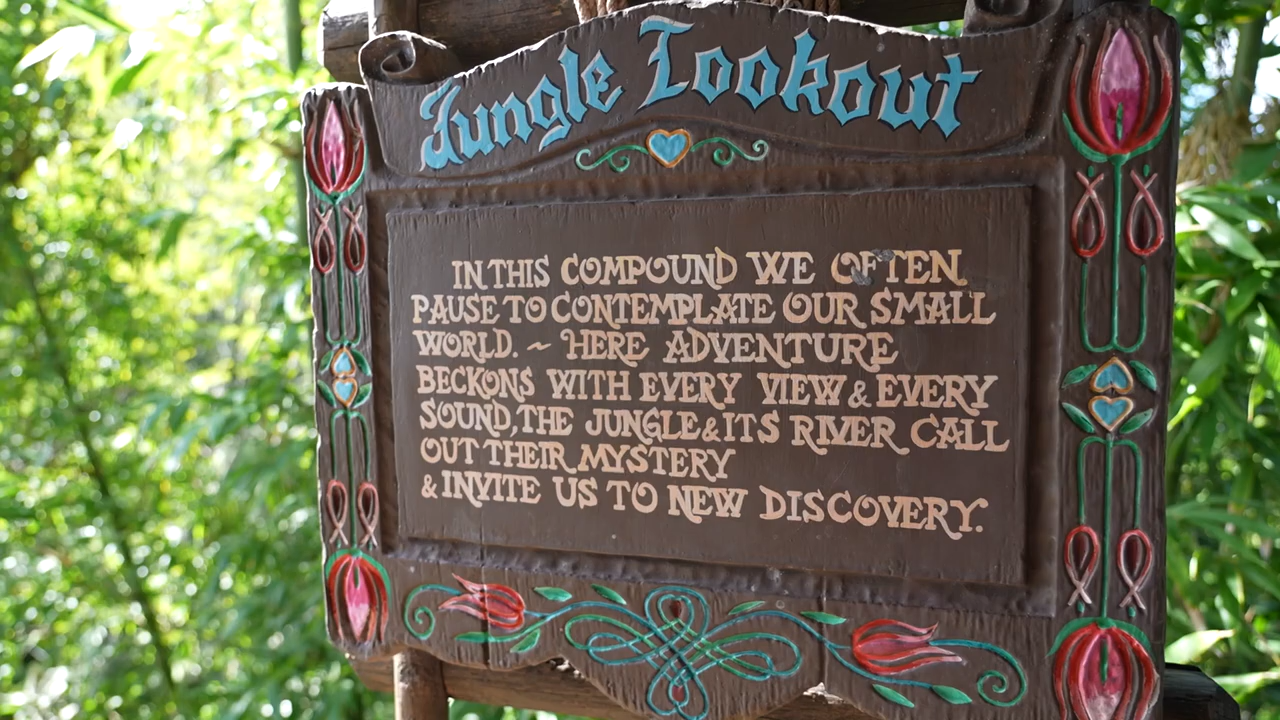 Jungle Lookout
IN THIS COMPOUND WE OFTEN
PAUSE TO CONTEMPLATE OUR SMALL
WORLD. ~ HERE ADVENTURE
BECKONS WITH EVERY VIEW & EVERY
SOUND, THE JUNGLE & ITS RIVER CALL
OUT THEIR MYSTERY
& INVITE US TO NEW DISCOVERY.